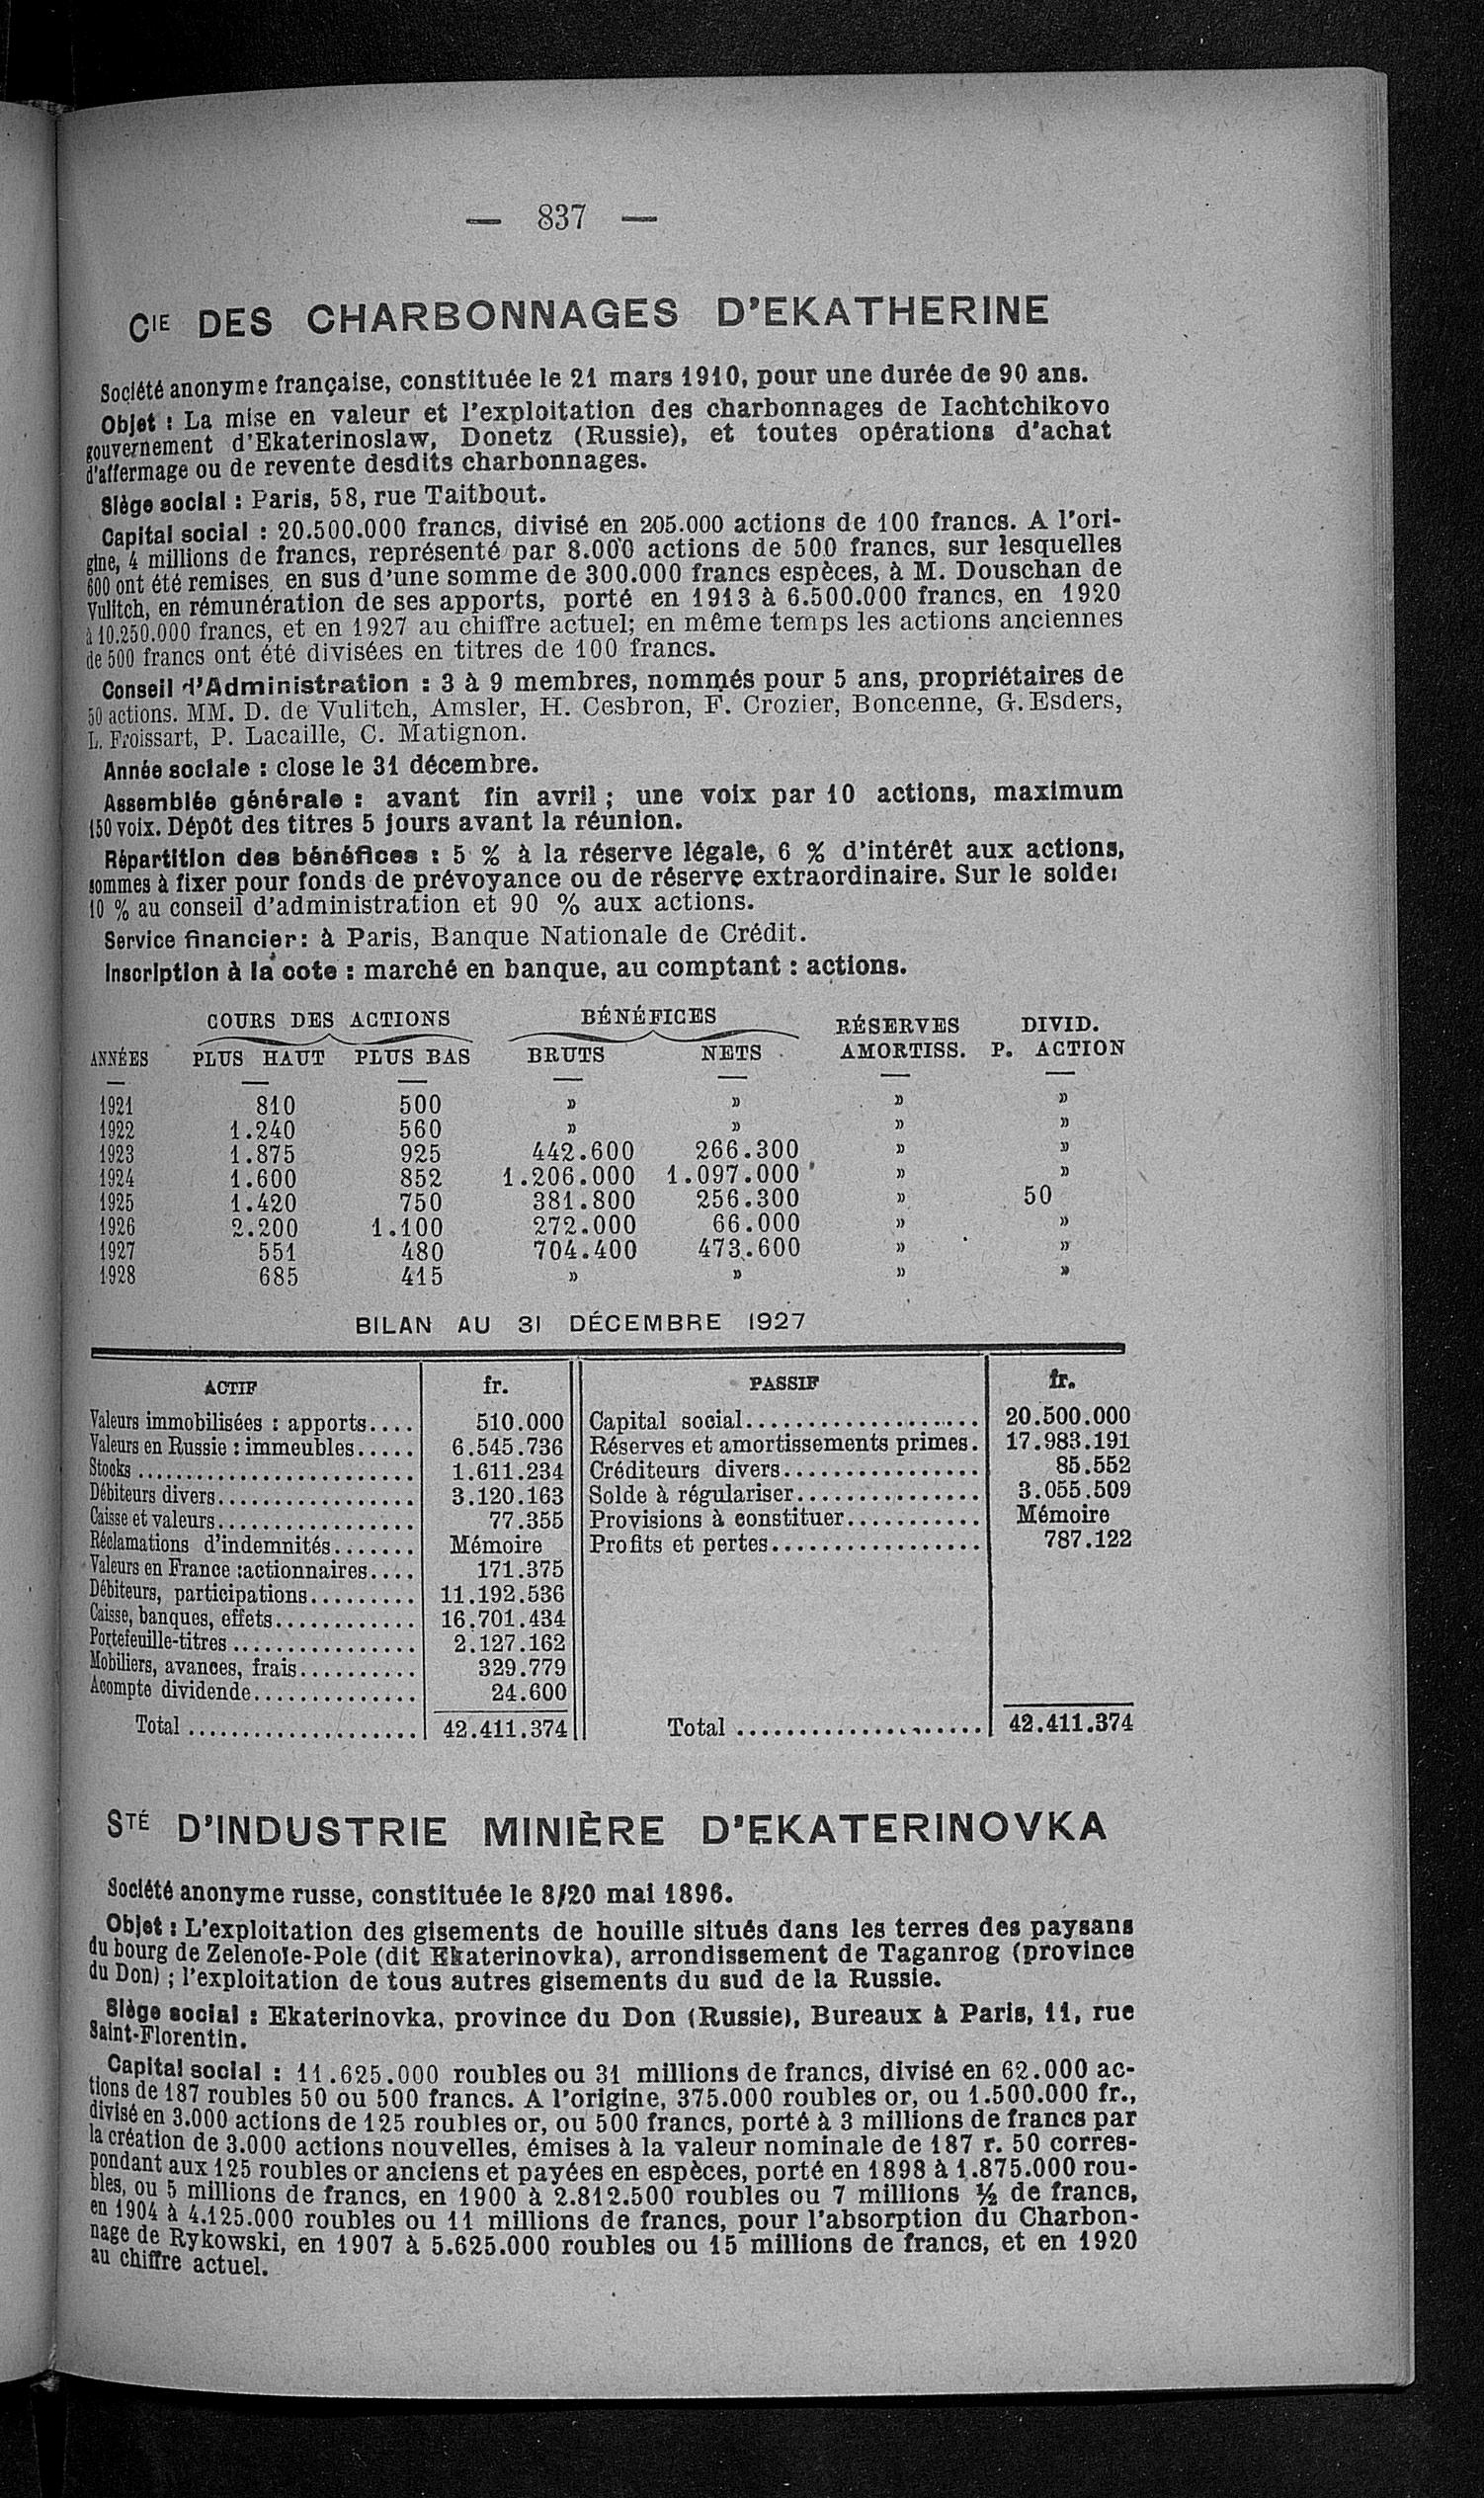 — 837 —
CIE DES CHARBONNAGES D'EKATHERINE
Société anonyme française, constituée le 21 mars 1910, pour une durée de 90 ans.
Objet : La mise en valeur et l'exploitation des charbonnages de Iachtchikovo
gouvernement d'Ekaterinoslaw, Donetz (Russie), et toutes opérations d'achat
d'affermage ou de revente desdits charbonnages.
Siège social : Paris, 58, rue Taitbout.
Capital social : 20.500.000 francs, divisé en 205.000 actions de 100 francs. A l'ori-
gine, 4 millions de francs, représenté par 8.000 actions de 500 francs, sur lesquelles
600 ont été remises, en sus d'une somme de 300.000 francs espèces, à M. Douschan de
Vulitch, en rémunération de ses apports, porté en 1913 à 6.500.000 francs, en 1920
à 10.250.000 francs, et en 1927 au chiffre actuel; en même temps les actions anciennes
de 500 francs ont été divisées en titres de 100 francs.
Conseil d'Administration : 3 à 9 membres, nommés pour 5 ans, propriétaires de
50 actions. MM. D. de Vulitch, Amsler, H. Cesbron, F. Crozier, Boncenne, G. Esders,
L. Froissart, P. Lacaille, C. Matignon.
Année sociale : close le 31 décembre.
Assemblée générale : avant fin avril ; une voix par 10 actions, maximum
150 voix. Dépôt des titres 5 jours avant la réunion.
Répartition des bénéfices : 5 % à la réserve légale, 6 % d'intérêt aux actions,
sommes à fixer pour fonds de prévoyance ou de réserve extraordinaire. Sur le solde:
10 % au conseil d'administration et 90 % aux actions.
Service financier: à Paris, Banque Nationale de Crédit.
Inscription à la cote : marché en banque, au comptant : actions.
COURS DES ACTIONS BÉNÉFICES RÉSERVES DIVID.
ANNÉES PLUS HAUT PLUS BAS BRUTS NETS AMORTISS. P. ACTION
— — — — — — —
1921 810 500 » » » »
1922 1.240 560 » » » »
1923 1.875 925 442.600 266.300 » »
1924 1.600 852 1.206.000 1.097.000 » »
1925 1.420 750 381.800 256.300 » 50
1926 2.200 1.100 272.000 66.000 » »
1927 551 480 704.400 473.600 » »
1928 685 415 » » » »
BILAN AU 31 DÉCEMBRE 1927
ACTIF fr. PASSIF fr.
Valeurs immobilisées : apports.... 510.000 Capital social................... 20.500.000
Valeurs en Russie : immeubles..... 6.545.736 Réserves et amortissements primes. 17.983.191
Stocks ........................ 1.611.234 Créditeurs divers................ 85.552
Débiteurs divers................. 3.120.163 Solde à régulariser............... 3.055.509
Caisse et valeurs................. 77.355 Provisions à constituer........... Mémoire
Réclamations d'indemnités....... Mémoire Profits et pertes................. 787.122
Valeurs en France :actionnaires.... 171.375
Débiteurs, participations......... 11.192.536
Caisse, banques, effets............ 16.701.434
Portefeuille-titres ................ 2.127.162
Mobiliers, avances, frais.......... 329.779
Acompte dividende.............. 24.600
Total .................... 42.411.374 Total ..................... 42.411.374
STÉ D'INDUSTRIE MINIÈRE D'EKATERINOVKA
Société anonyme russe, constituée le 8/20 mai 1896.
Objet : L'exploitation des gisements de houille situés dans les terres des paysans
du bourg de Zelenoïe-Pole (dit Ekaterinovka), arrondissement de Taganrog (province
du Don) ; l'exploitation de tous autres gisements du sud de la Russie.
Siège social : Ekaterinovka, province du Don (Russie), Bureaux à Paris, 11, rue
Saint-Florentin.
Capital social : 11.625.000 roubles ou 31 millions de francs, divisé en 62.000 ac-
tions de 187 roubles 50 ou 500 francs. A l'origine, 375.000 roubles or, ou 1.500.000 fr.,
divisé en 3.000 actions de 125 roubles or, ou 500 francs, porté à 3 millions de francs par
la création de 3.000 actions nouvelles, émises à la valeur nominale de 187 r. 50 corres-
pondant aux 125 roubles or anciens et payées en espèces, porté en 1898 à 1.875.000 rou-
bles, ou 5 millions de francs, en 1900 à 2.812.500 roubles ou 7 millions ½ de francs,
en 1904 à 4.125.000 roubles ou 11 millions de francs, pour l'absorption du Charbon-
nage de Rykowski, en 1907 à 5.625.000 roubles ou 15 millions de francs, et en 1920
au chiffre actuel.